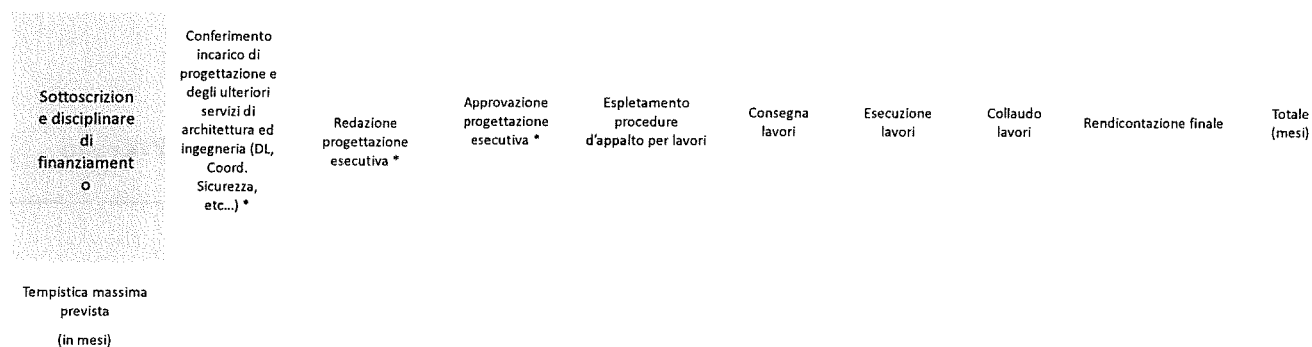 Sottoscrizion
e disciplinare
di
finanziament
o
Conferimento
incarico di
progettazione e
degli ulteriori
servizi di
architettura ed
ingegneria (DL,
Coord.
Sicurezza,
etc...) *
Redazione
progettazione
esecutiva *
Approvazione
progettazione
esecutiva *
Espletamento
procedure
d'appalto per lavori
Consegna
lavori
Esecuzione
lavori
Collaudo
lavori
Rendicontazione finale
Totale
(mesi)
Tempistica massima
prevista
(in mesi)